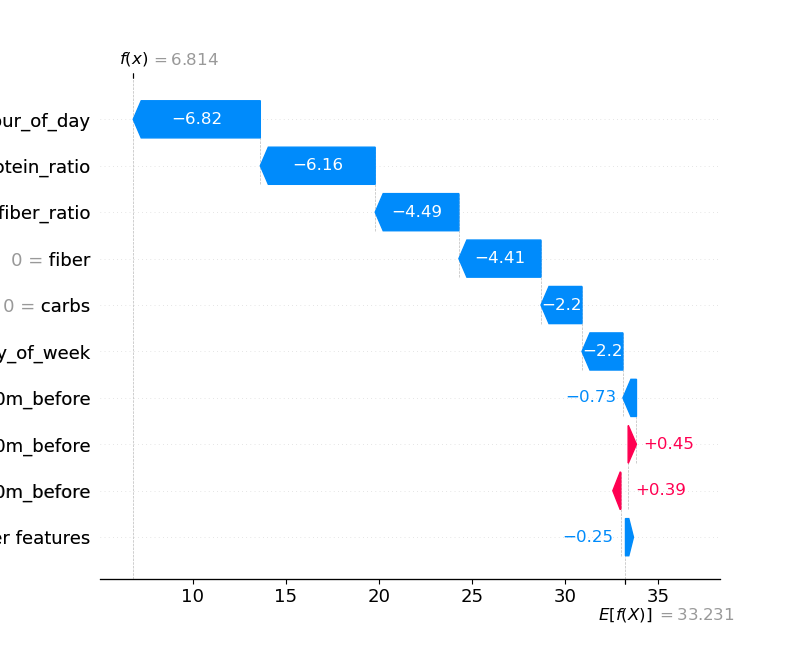 f(x) = 6.814
our_of_day
−6.82
otein_ratio
−6.16
fiber_ratio
−4.49
0 = fiber
−4.41
0 = carbs
−2.2
y_of_week
−2.2
0m_before
−0.73
0m_before
+0.45
0m_before
+0.39
er features
−0.25
10 15 20 25 30 35
E[f(X)] = 33.231